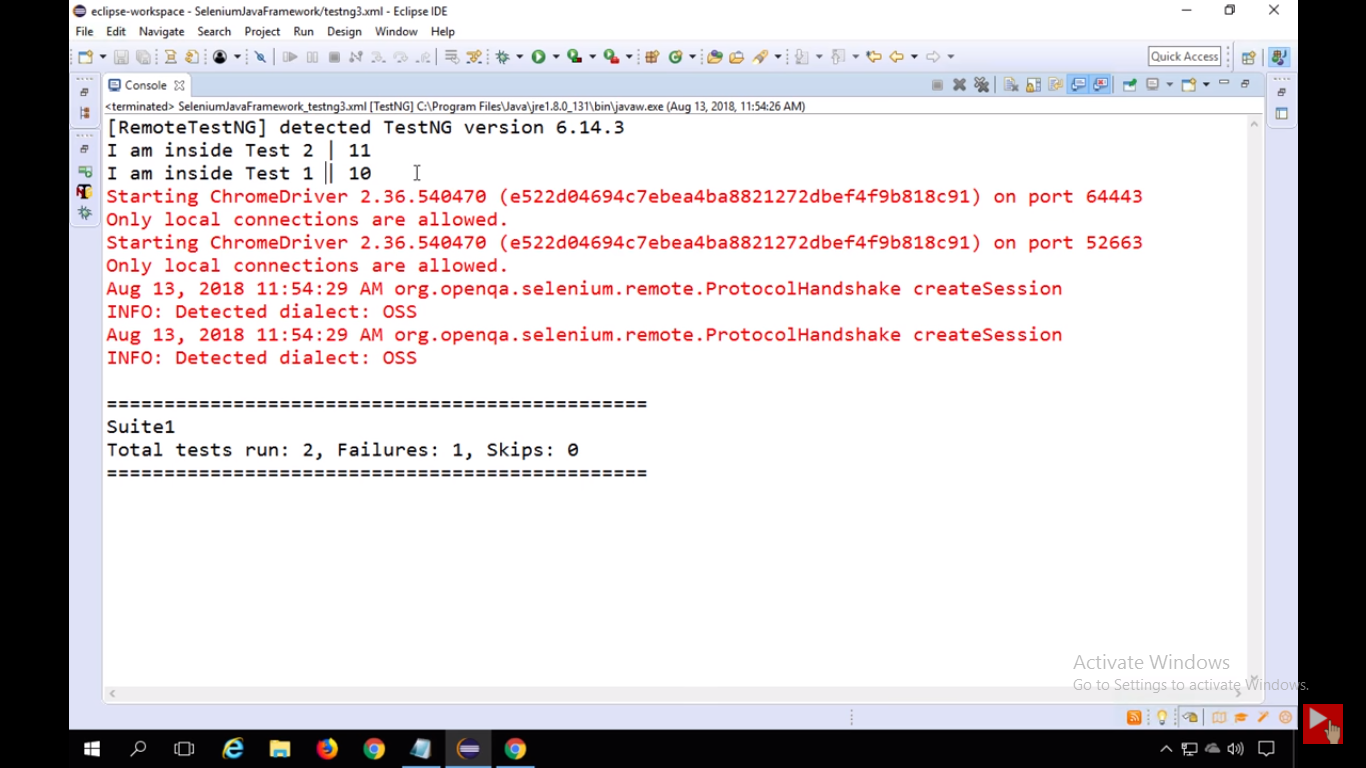 eclipse-workspace - SeleniumJavaFramework/testng3.xml - Eclipse IDE
File Edit Navigate Search Project Run Design Window Help
Quick Access
Console
<terminated> SeleniumJavaFramework_testng3.xml [TestNG] C:\Program Files\Java\jre1.8.0_131\bin\javaw.exe (Aug 13, 2018, 11:54:26 AM)
[RemoteTestNG] detected TestNG version 6.14.3
I am inside Test 2 | 11
I am inside Test 1 | 10
Starting ChromeDriver 2.36.540470 (e522d04694c7ebea4ba8821272dbef4f9b818c91) on port 64443
Only local connections are allowed.
Starting ChromeDriver 2.36.540470 (e522d04694c7ebea4ba8821272dbef4f9b818c91) on port 52663
Only local connections are allowed.
Aug 13, 2018 11:54:29 AM org.openqa.selenium.remote.ProtocolHandshake createSession
INFO: Detected dialect: OSS
Aug 13, 2018 11:54:29 AM org.openqa.selenium.remote.ProtocolHandshake createSession
INFO: Detected dialect: OSS
===============================================
Suite1
Total tests run: 2, Failures: 1, Skips: 0
===============================================
Activate Windows
Go to Settings to activate Windows.